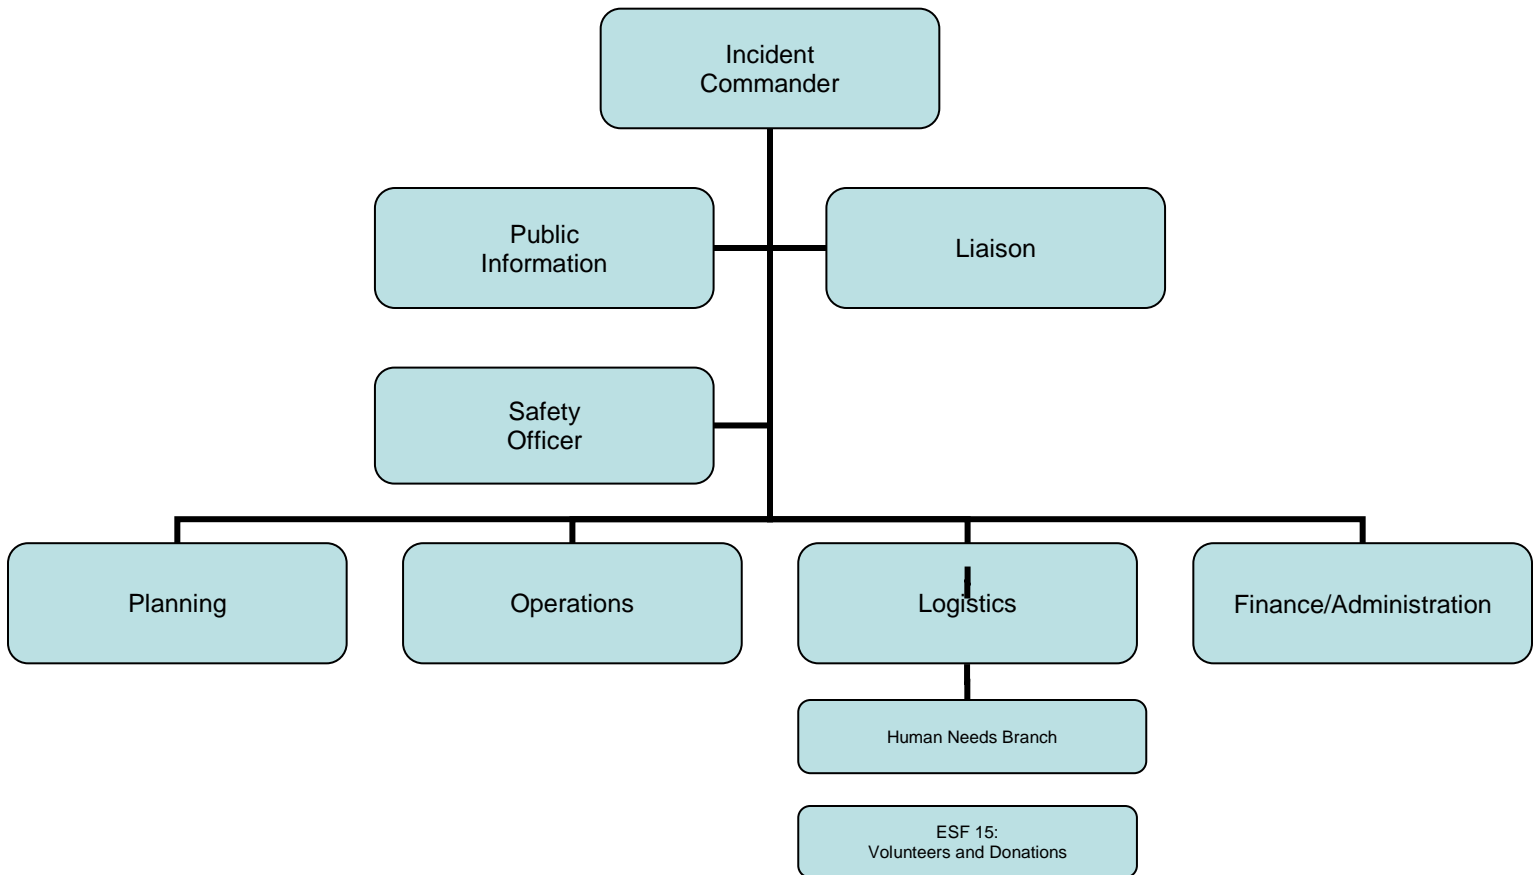 Incident
Commander
Public
Information
Liaison
Safety
Officer
Planning
Operations
Logistics
Finance/Administration
Human Needs Branch
ESF 15:
Volunteers and Donations